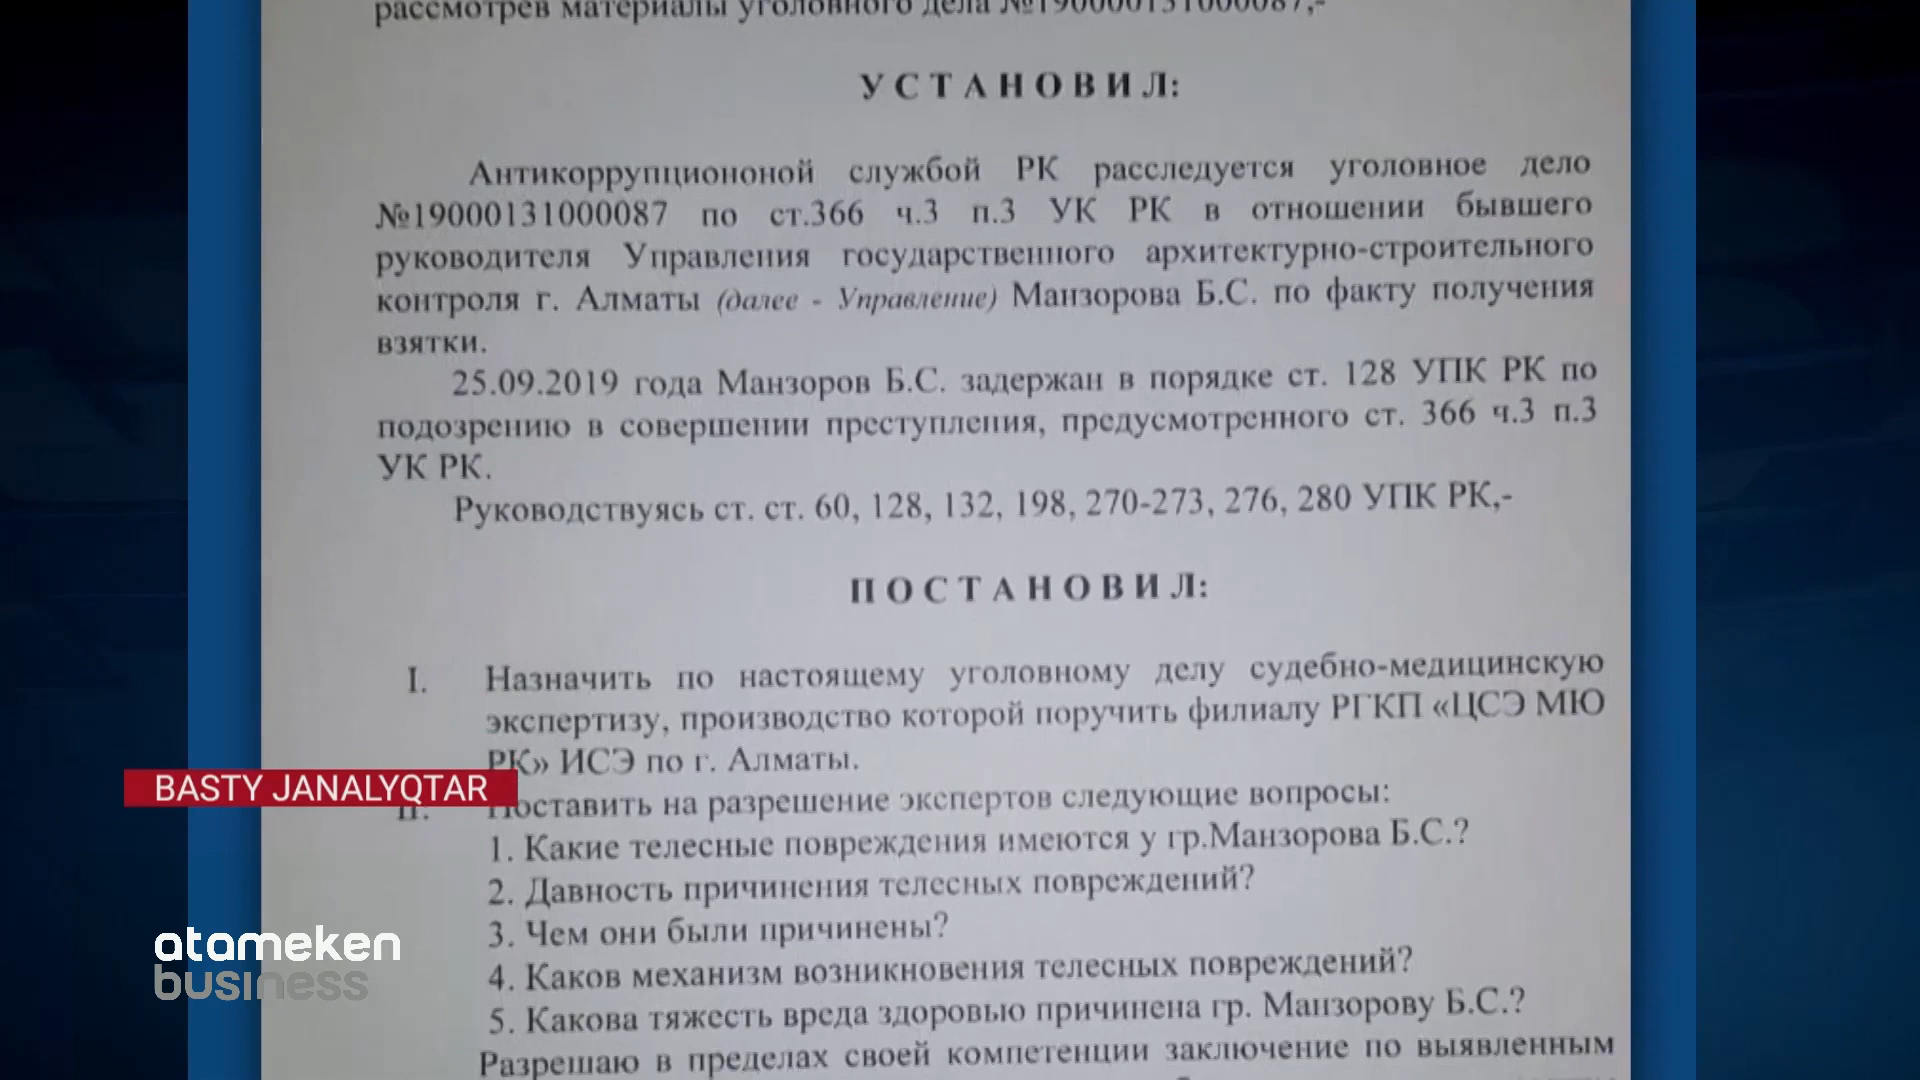 рассмотрев материалы уголовного дела №19000131000087,-
УСТАНОВИЛ:
Антикоррупциононой службой РК расследуется уголовное дело
№19000131000087 по ст.366 ч.3 п.3 УК РК в отношении бывшего
руководителя Управления государственного архитектурно-строительного
контроля г. Алматы (далее - Управление) Манзорова Б.С. по факту получения
взятки.
25.09.2019 года Манзоров Б.С. задержан в порядке ст. 128 УПК РК по
подозрению в совершении преступления, предусмотренного ст. 366 ч.3 п.3
УК РК.
Руководствуясь ст. ст. 60, 128, 132, 198, 270-273, 276, 280 УПК РК,-
ПОСТАНОВИЛ:
I. Назначить по настоящему уголовному делу судебно-медицинскую
экспертизу, производство которой поручить филиалу РГКП «ЦСЭ МЮ
РК» ИСЭ по г. Алматы.
BASTY JANALYQTAR
II. Поставить на разрешение экспертов следующие вопросы:
1. Какие телесные повреждения имеются у гр.Манзорова Б.С.?
2. Давность причинения телесных повреждений?
3. Чем они были причинены?
4. Каков механизм возникновения телесных повреждений?
5. Какова тяжесть вреда здоровью причинена гр. Манзорову Б.С.?
Разрешаю в пределах своей компетенции заключение по выявленным
atameken
business